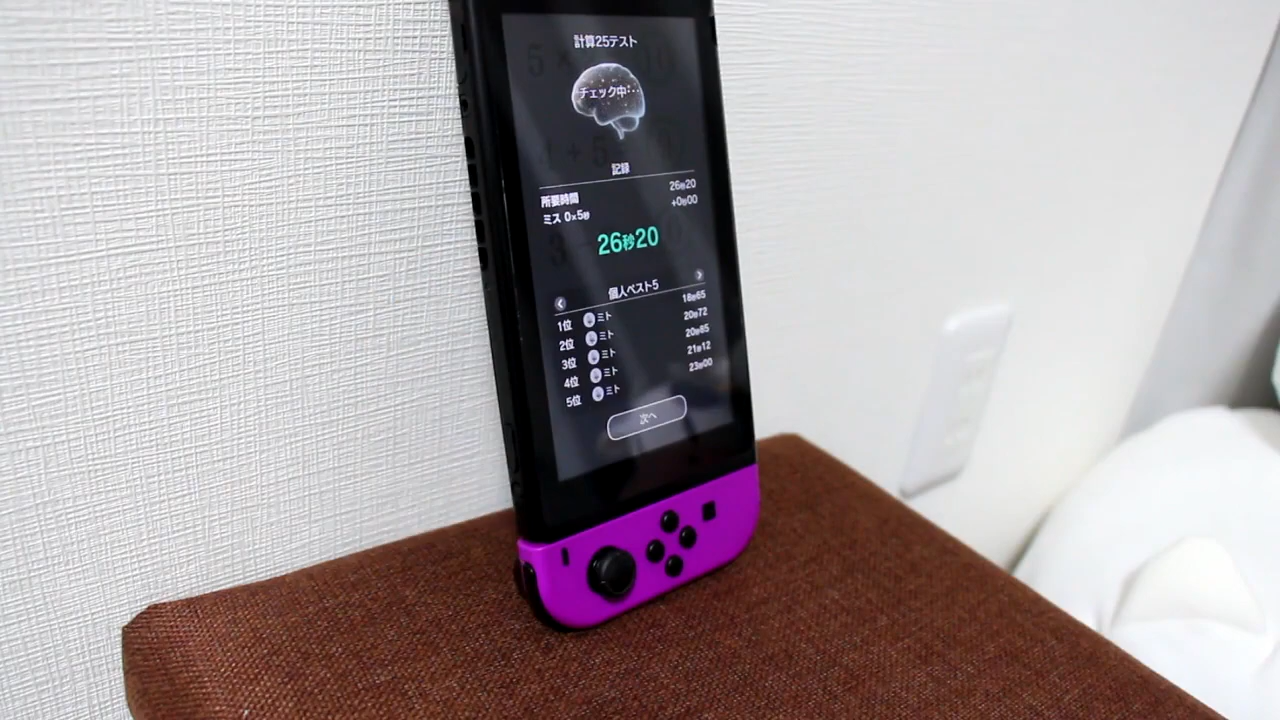 計算25テスト
チェック中…
記録
所要時間 26秒20
ミス 0×5秒 +0秒00
26秒20
個人ベスト5
1位 ミト 18秒65
2位 ミト 20秒72
3位 ミト 20秒85
4位 ミト 21秒12
5位 ミト 23秒00
次へ